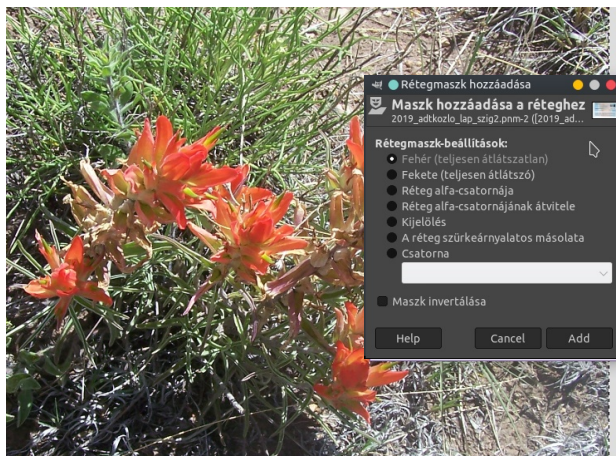 Rétegmaszk hozzáadása
Maszk hozzáadása a réteghez
2019_adtkozlo_lap_szig2.pnm-2 ([2019_ad...
Rétegmaszk-beállítások:
Fehér (teljesen átlátszatlan)
Fekete (teljesen átlátszó)
Réteg alfa-csatornája
Réteg alfa-csatornájának átvitele
Kijelölés
A réteg szürkeárnyalatos másolata
Csatorna
Maszk invertálása
Help
Cancel
Add